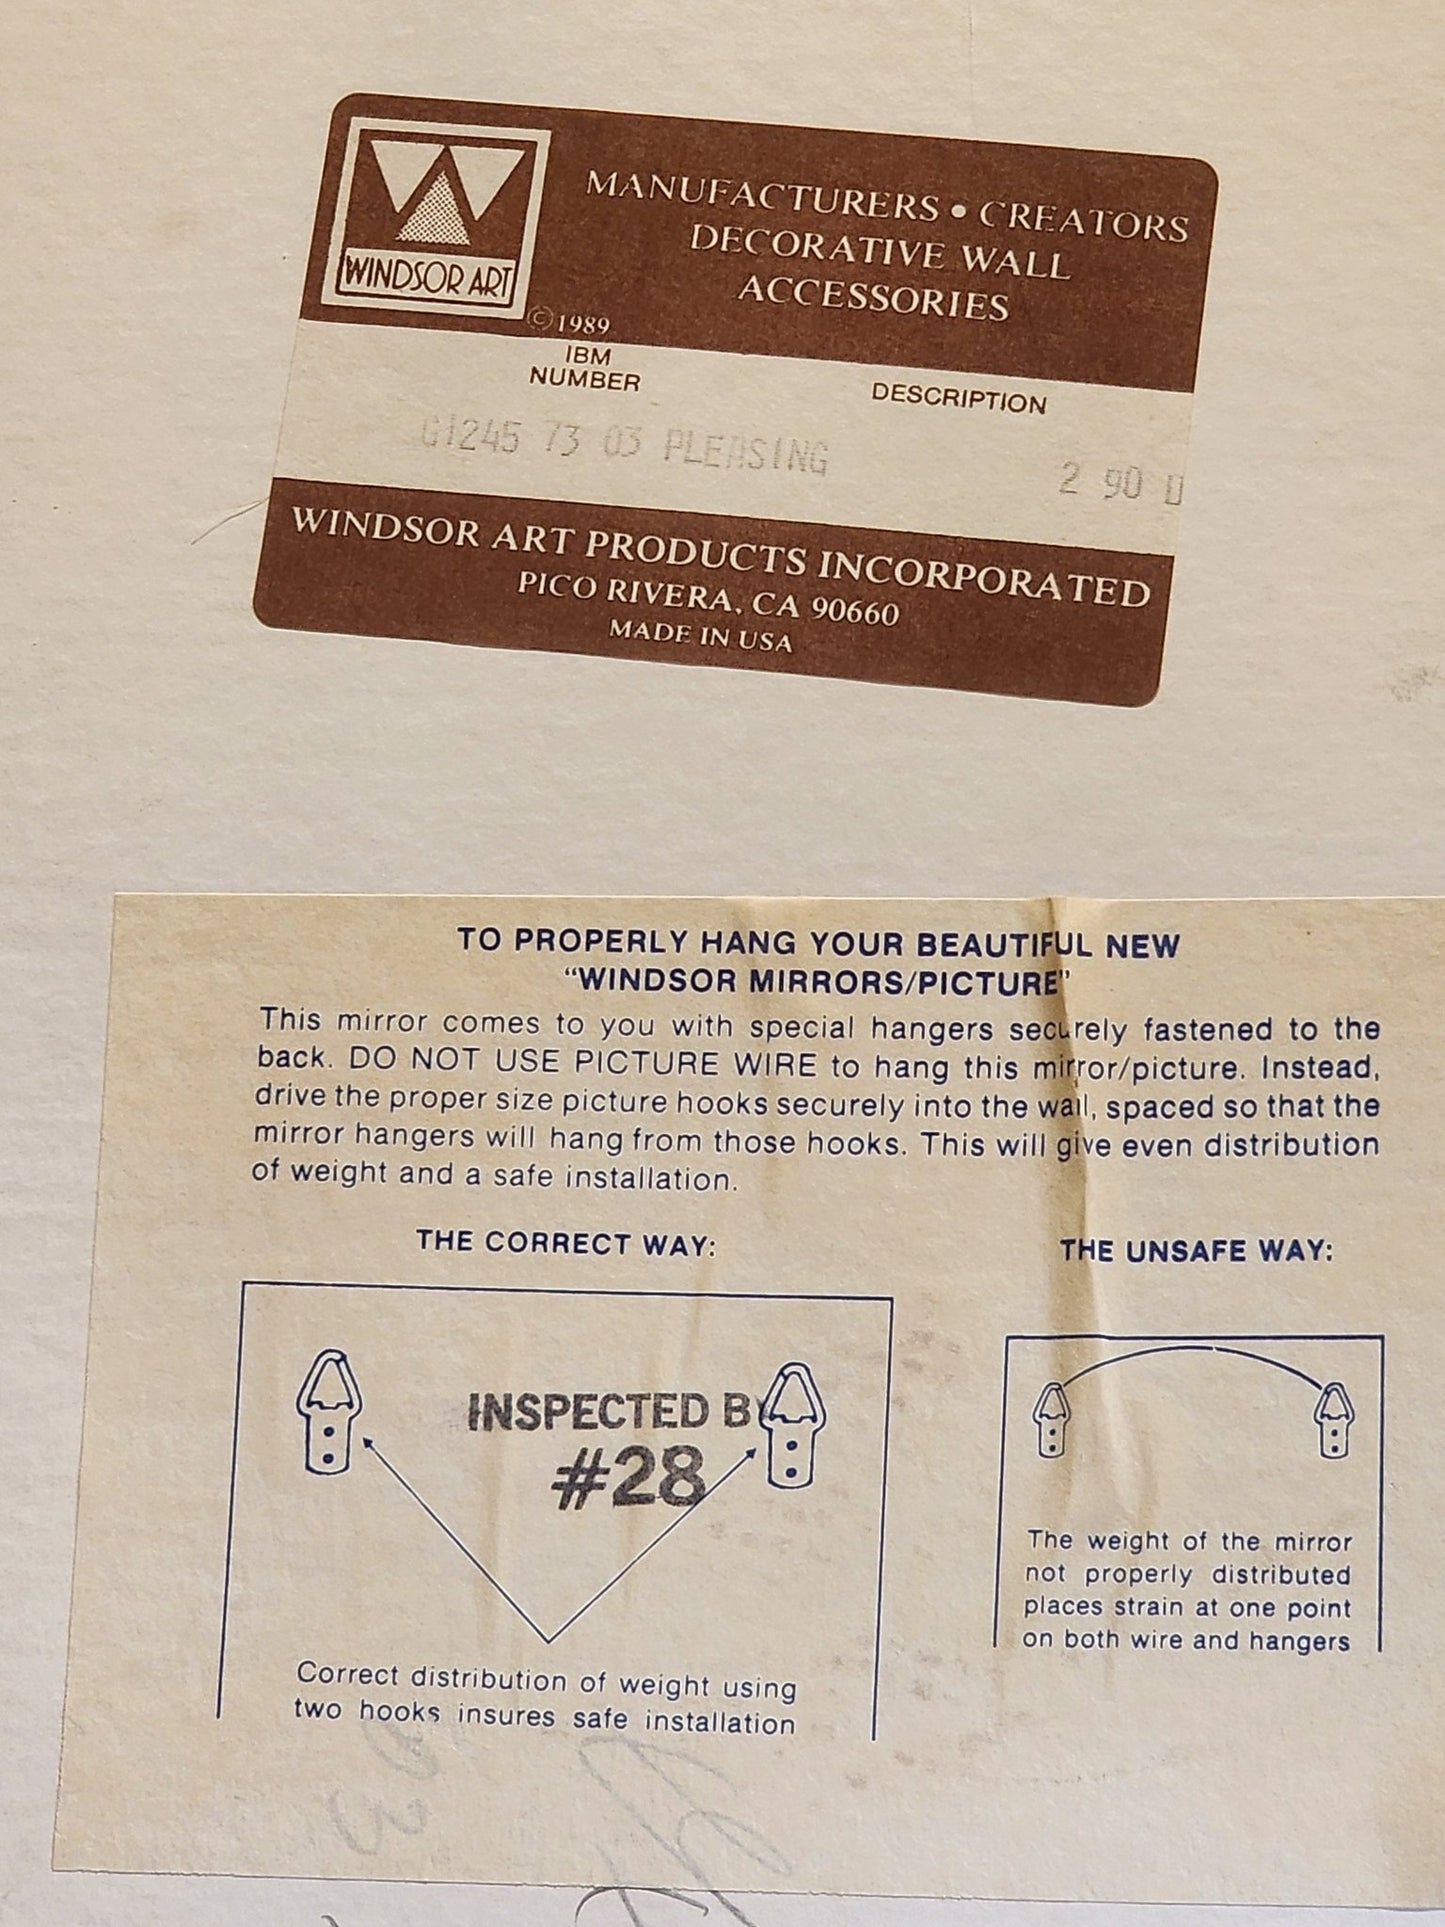 WINDSOR ART
MANUFACTURERS • CREATORS
DECORATIVE WALL
ACCESSORIES
©1989
IBM
NUMBER
DESCRIPTION
G1245 73 03 PLEASING 2 90 U
WINDSOR ART PRODUCTS INCORPORATED
PICO RIVERA, CA 90660
MADE IN USA
TO PROPERLY HANG YOUR BEAUTIFUL NEW
“WINDSOR MIRRORS/PICTURE”
This mirror comes to you with special hangers securely fastened to the
back. DO NOT USE PICTURE WIRE to hang this mirror/picture. Instead,
drive the proper size picture hooks securely into the wall, spaced so that the
mirror hangers will hang from those hooks. This will give even distribution
of weight and a safe installation.
THE CORRECT WAY:
INSPECTED BY
#28
Correct distribution of weight using
two hooks insures safe installation
THE UNSAFE WAY:
The weight of the mirror
not properly distributed
places strain at one point
on both wire and hangers